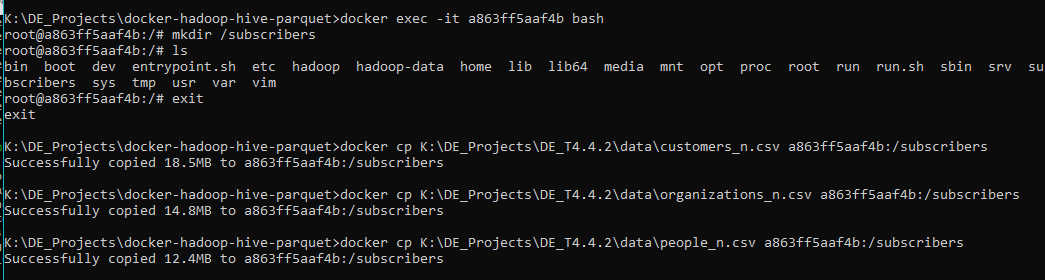 K:\DE_Projects\docker-hadoop-hive-parquet>docker exec -it a863ff5aaf4b bash
root@a863ff5aaf4b:/# mkdir /subscribers
root@a863ff5aaf4b:/# ls
bin  boot  dev  entrypoint.sh  etc  hadoop  hadoop-data  home  lib  lib64  media  mnt  opt  proc  root  run  run.sh  sbin  srv  su
bscribers  sys  tmp  usr  var  vim
root@a863ff5aaf4b:/# exit
exit
K:\DE_Projects\docker-hadoop-hive-parquet>docker cp K:\DE_Projects\DE_T4.4.2\data\customers_n.csv a863ff5aaf4b:/subscribers
Successfully copied 18.5MB to a863ff5aaf4b:/subscribers
K:\DE_Projects\docker-hadoop-hive-parquet>docker cp K:\DE_Projects\DE_T4.4.2\data\organizations_n.csv a863ff5aaf4b:/subscribers
Successfully copied 14.8MB to a863ff5aaf4b:/subscribers
K:\DE_Projects\docker-hadoop-hive-parquet>docker cp K:\DE_Projects\DE_T4.4.2\data\people_n.csv a863ff5aaf4b:/subscribers
Successfully copied 12.4MB to a863ff5aaf4b:/subscribers